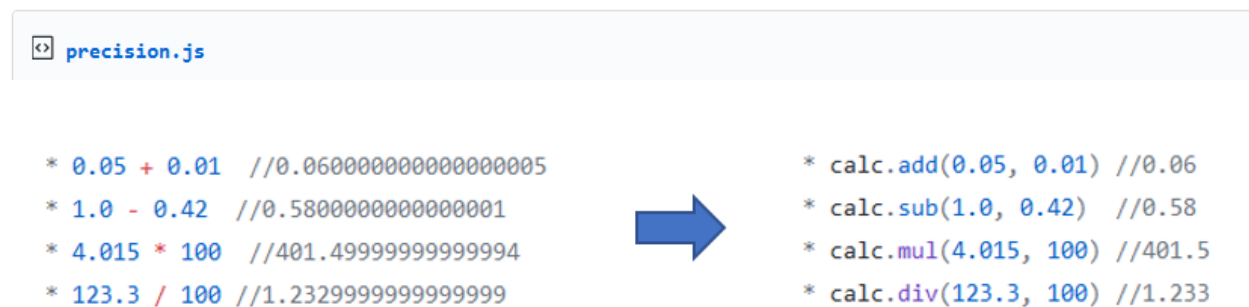 precision.js
* 0.05 + 0.01 //0.060000000000000005
* 1.0 - 0.42 //0.5800000000000001
* 4.015 * 100 //401.49999999999994
* 123.3 / 100 //1.2329999999999999
* calc.add(0.05, 0.01) //0.06
* calc.sub(1.0, 0.42) //0.58
* calc.mul(4.015, 100) //401.5
* calc.div(123.3, 100) //1.233